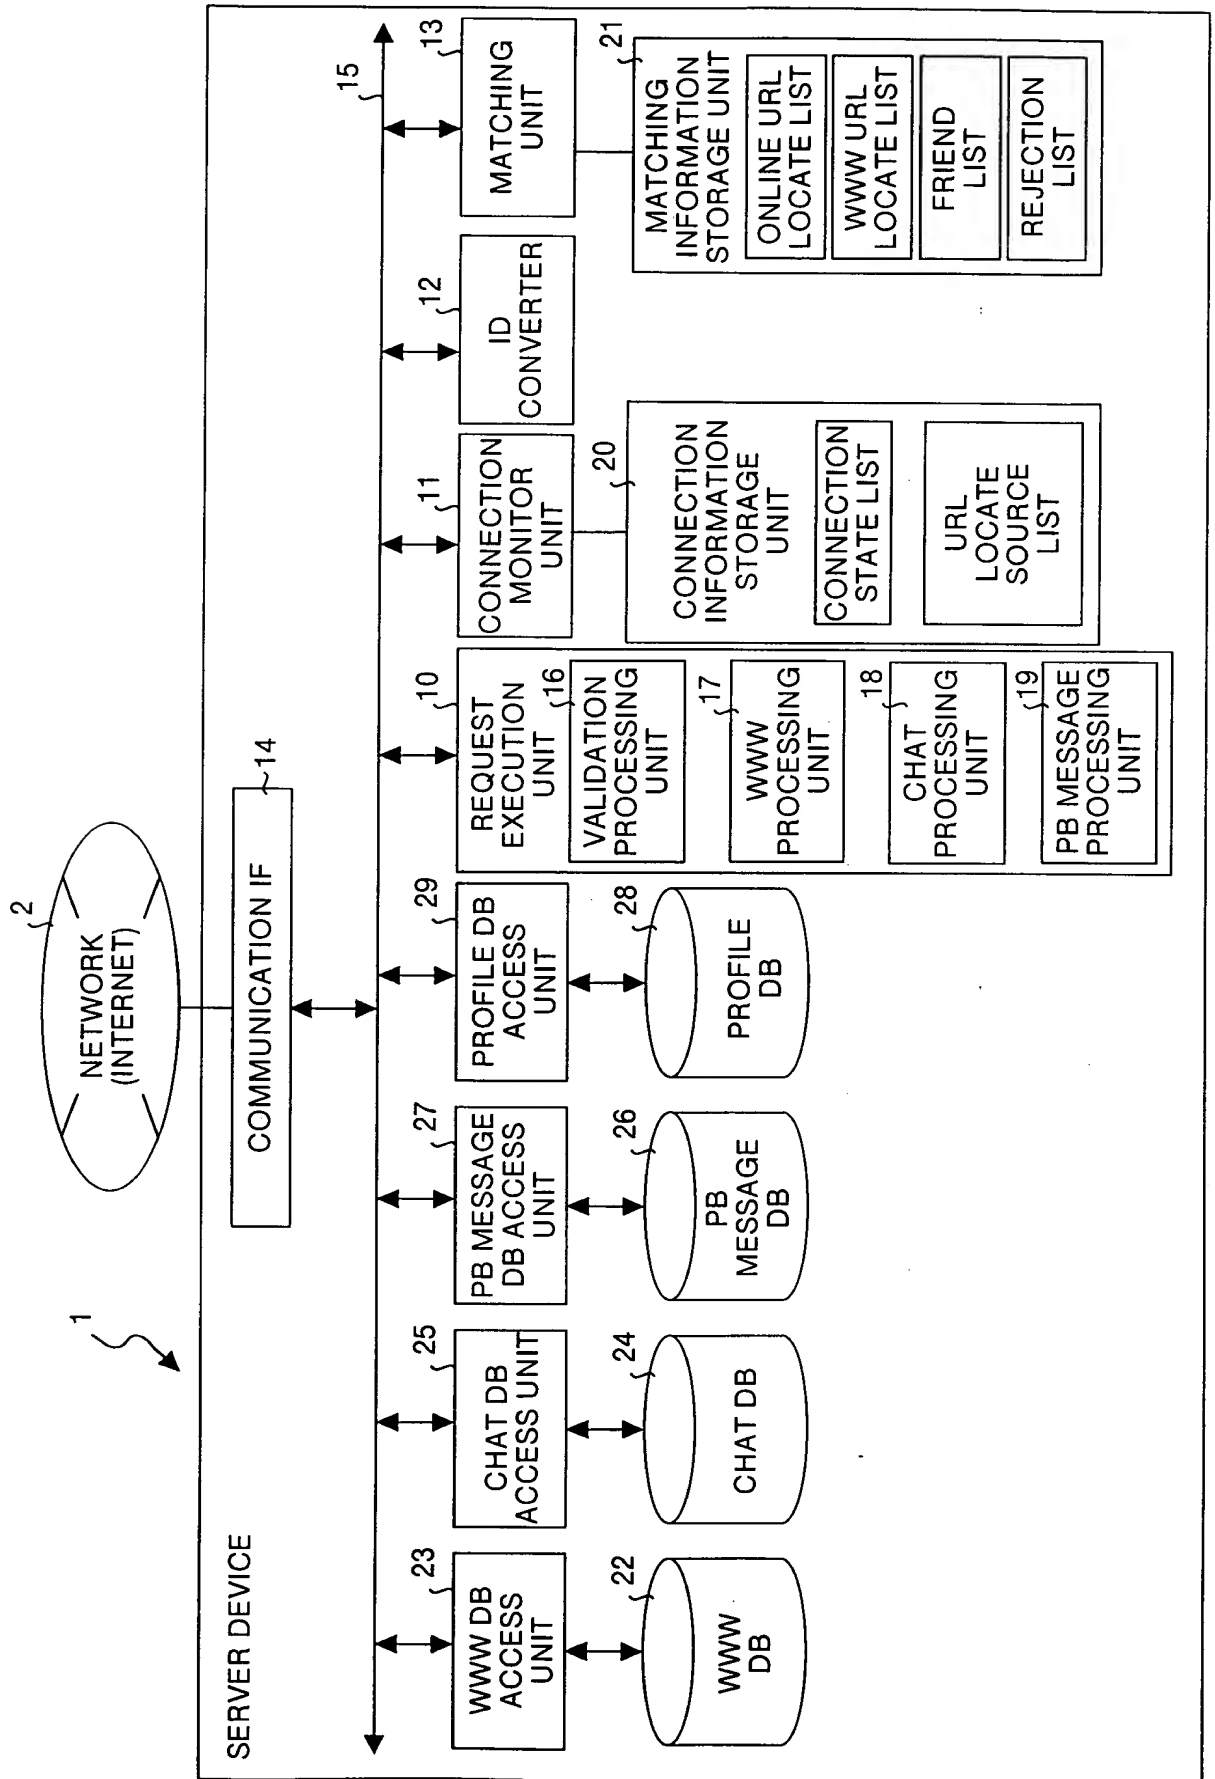 2
NETWORK
(INTERNET)
1
SERVER DEVICE
COMMUNICATION IF
14
15
23
WWW DB
ACCESS
UNIT
25
CHAT DB
ACCESS UNIT
27
PB MESSAGE
DB ACCESS
UNIT
29
PROFILE DB
ACCESS
UNIT
10
REQUEST
EXECUTION
UNIT
16
VALIDATION
PROCESSING
UNIT
17
WWW
PROCESSING
UNIT
18
CHAT
PROCESSING
UNIT
19
PB MESSAGE
PROCESSING
UNIT
11
CONNECTION
MONITOR
UNIT
12
ID
CONVERTER
13
MATCHING
UNIT
22
WWW
DB
24
CHAT DB
26
PB
MESSAGE
DB
28
PROFILE
DB
20
CONNECTION
INFORMATION
STORAGE
UNIT
CONNECTION
STATE LIST
URL
LOCATE
SOURCE
LIST
21
MATCHING
INFORMATION
STORAGE UNIT
ONLINE URL
LOCATE LIST
WWW URL
LOCATE LIST
FRIEND
LIST
REJECTION
LIST